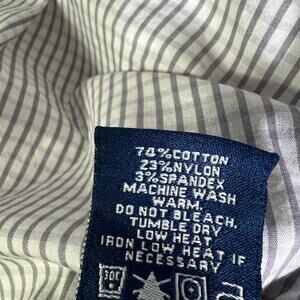 74%COTTON
23%NYLON
3%SPANDEX
MACHINE WASH
WARM.
DO NOT BLEACH.
TUMBLE DRY
LOW HEAT
IRON LOW HEAT IF
NECESSARY
30C